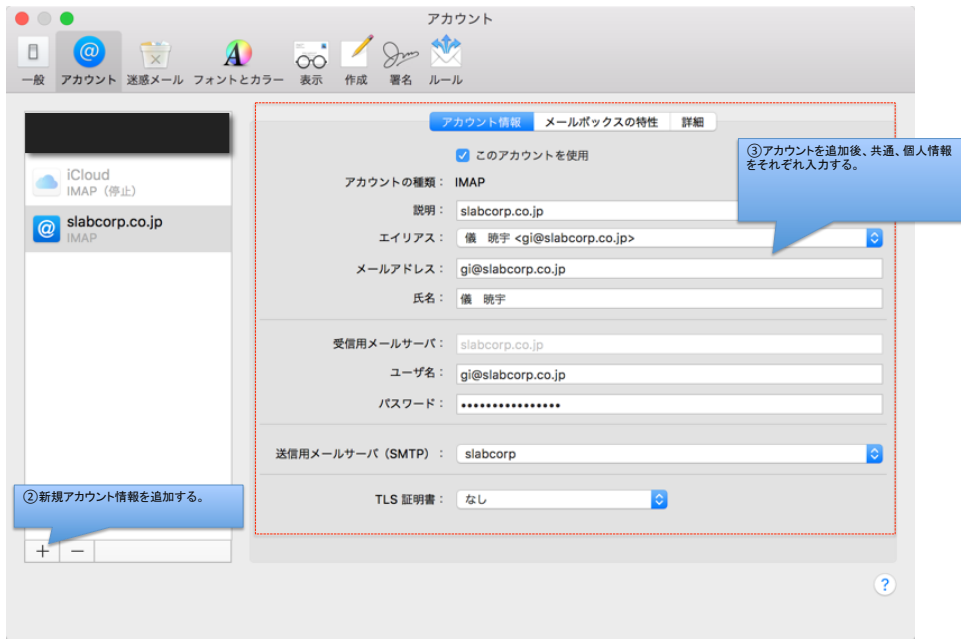 アカウント
一般
アカウント
迷惑メール
フォントとカラー
表示
作成
署名
ルール
iCloud
IMAP（停止）
slabcorp.co.jp
IMAP
②新規アカウント情報を追加する。
アカウント情報
メールボックスの特性
詳細
③アカウントを追加後、共通、個人情報
をそれぞれ入力する。
このアカウントを使用
アカウントの種類： IMAP
説明： slabcorp.co.jp
エイリアス： 儀　暁宇 <gi@slabcorp.co.jp>
メールアドレス： gi@slabcorp.co.jp
氏名： 儀　暁宇
受信用メールサーバ： slabcorp.co.jp
ユーザ名： gi@slabcorp.co.jp
パスワード： ••••••••••••••••
送信用メールサーバ（SMTP）： slabcorp
TLS 証明書： なし